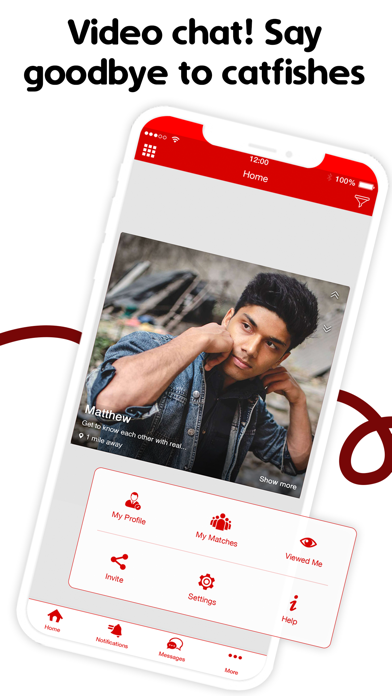 Video chat! Say
goodbye to catfishes
12:00
100%
Home
Matthew
Get to know each other with real...
1 mile away
Show more
My Profile
My Matches
Viewed Me
Invite
Settings
Help
Home
Notifications
Messages
More